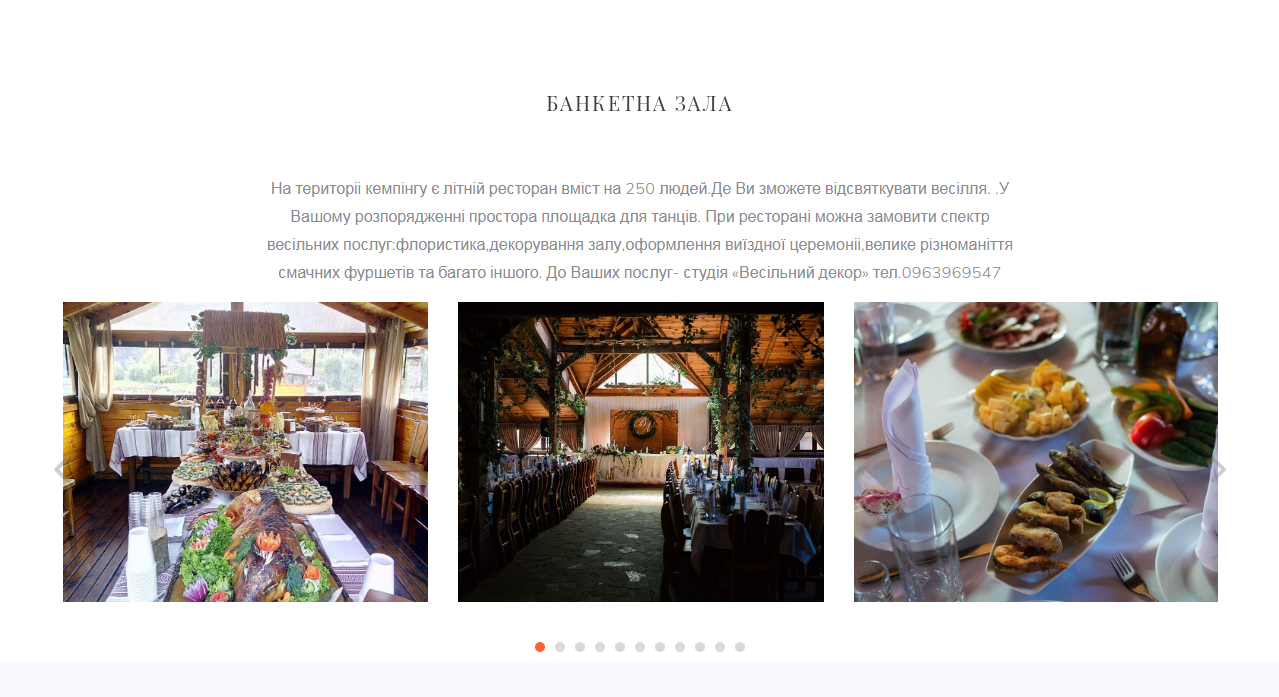 БАНКЕТНА ЗАЛА
На території кемпінгу є літній ресторан вміст на 250 людей.Де Ви зможете відсвяткувати весілля. .У
Вашому розпорядженні простора площадка для танців. При ресторані можна замовити спектр
весільних послуг:флористика,декорування залу,оформлення виїздної церемонії,велике різноманіття
смачних фуршетів та багато іншого. До Ваших послуг- студія «Весільний декор» тел.0963969547